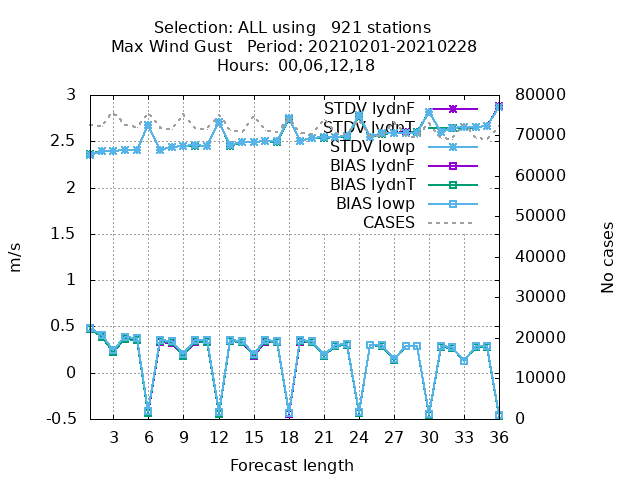 Selection: ALL using   921 stations
Max Wind Gust   Period: 20210201-20210228
Hours:  00,06,12,18
3 80000
STDV lydnF
STDV lydnT
2.5 70000
STDV lowp
BIAS lydnF
60000
2 BIAS lydnT
BIAS lowp
50000
CASES
1.5
m/s
No cases
40000
1
30000
0.5
20000
0
10000
-0.5 0
3 6 9 12 15 18 21 24 27 30 33 36
Forecast length